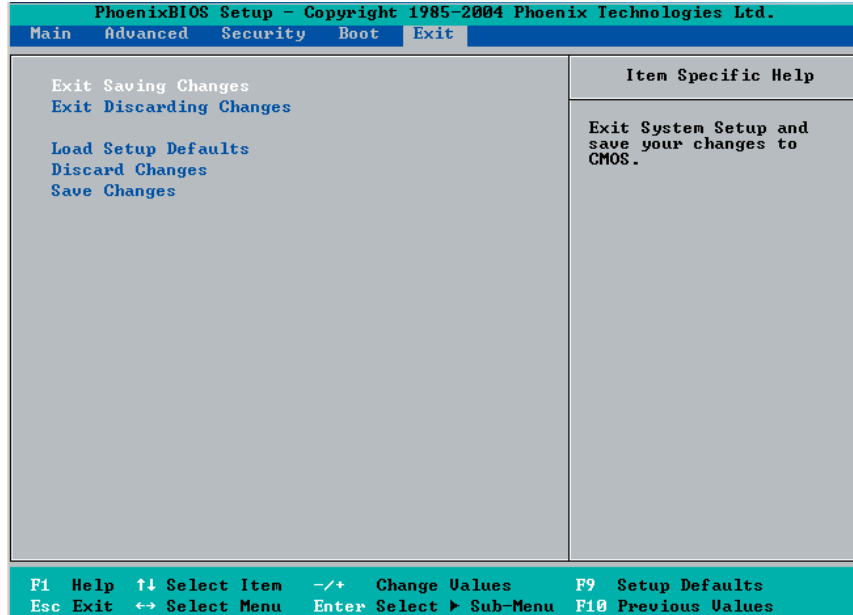 PhoenixBIOS Setup - Copyright 1985-2004 Phoenix Technologies Ltd.
Main Advanced Security Boot Exit
Exit Saving Changes
Exit Discarding Changes
Load Setup Defaults
Discard Changes
Save Changes
Item Specific Help
Exit System Setup and
save your changes to
CMOS.
F1 Help ↑↓ Select Item -/+ Change Values F9 Setup Defaults
Esc Exit ↔ Select Menu Enter Select ▶ Sub-Menu F10 Previous Values